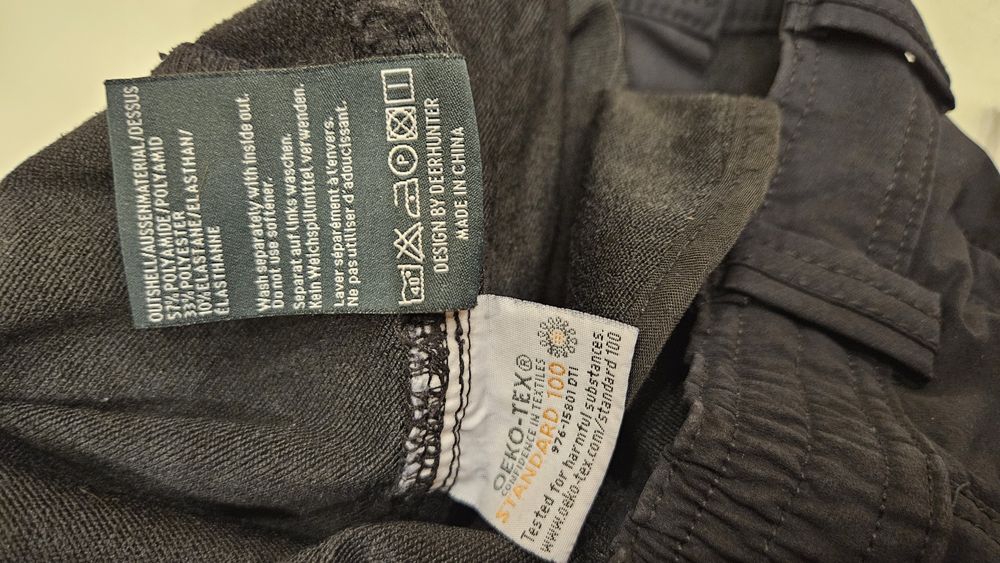 OUTSHELL/AUSSENMATERIAL/DESSUS
57% POLYAMIDE/POLYAMID
33% POLYESTER
10% ELASTANE/ELASTHAN/
ÉLASTHANNE
Wash separately with inside out.
Do not use softener.
Separat auf links waschen.
Kein Weichspülmittel verwenden.
Laver séparément à l'envers.
Ne pas utiliser d'adoucissant.
40°
P
DESIGN BY DEERHUNTER
MADE IN CHINA
OEKO-TEX®
CONFIDENCE IN TEXTILES
STANDARD 100
976-15801 DTI
Tested for harmful substances.
www.oeko-tex.com/standard100